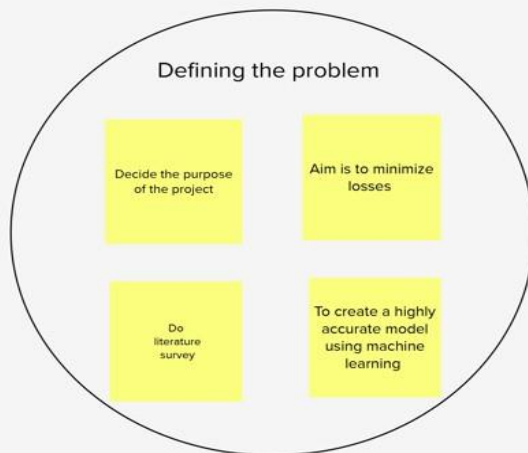 Defining the problem
Decide the purpose
of the project
Aim is to minimize
losses
Do
literature
survey
To create a highly
accurate model
using machine
learning